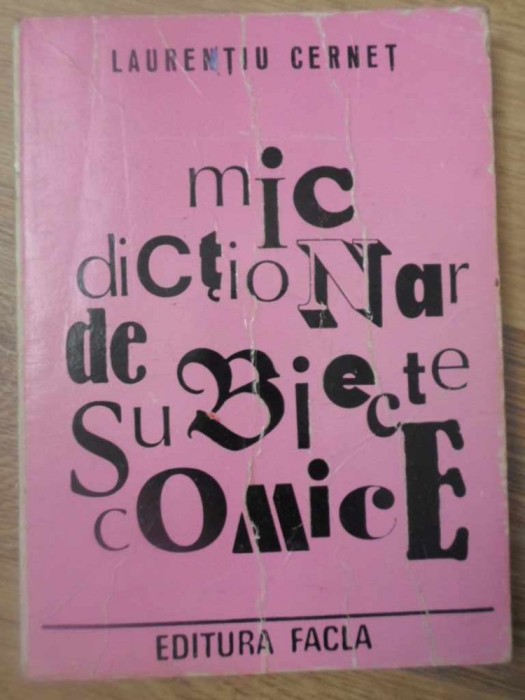 LAURENȚIU CERNEȚ
mic
dicționar
de
subiecte
comicE
EDITURA FACLA